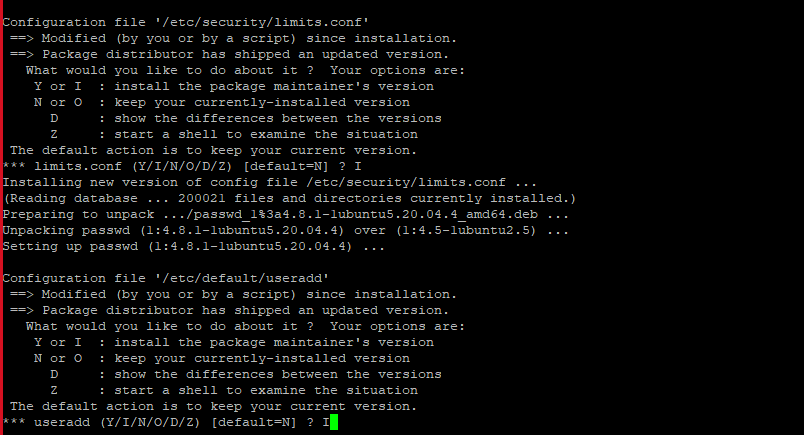 Configuration file '/etc/security/limits.conf'
 ==> Modified (by you or by a script) since installation.
 ==> Package distributor has shipped an updated version.
   What would you like to do about it ?  Your options are:
    Y or I  : install the package maintainer's version
    N or O  : keep your currently-installed version
      D     : show the differences between the versions
      Z     : start a shell to examine the situation
 The default action is to keep your current version.
*** limits.conf (Y/I/N/O/D/Z) [default=N] ? I
Installing new version of config file /etc/security/limits.conf ...
(Reading database ... 200021 files and directories currently installed.)
Preparing to unpack .../passwd_1%3a4.8.1-1ubuntu5.20.04.4_amd64.deb ...
Unpacking passwd (1:4.8.1-1ubuntu5.20.04.4) over (1:4.5-1ubuntu2.5) ...
Setting up passwd (1:4.8.1-1ubuntu5.20.04.4) ...

Configuration file '/etc/default/useradd'
 ==> Modified (by you or by a script) since installation.
 ==> Package distributor has shipped an updated version.
   What would you like to do about it ?  Your options are:
    Y or I  : install the package maintainer's version
    N or O  : keep your currently-installed version
      D     : show the differences between the versions
      Z     : start a shell to examine the situation
 The default action is to keep your current version.
*** useradd (Y/I/N/O/D/Z) [default=N] ? I